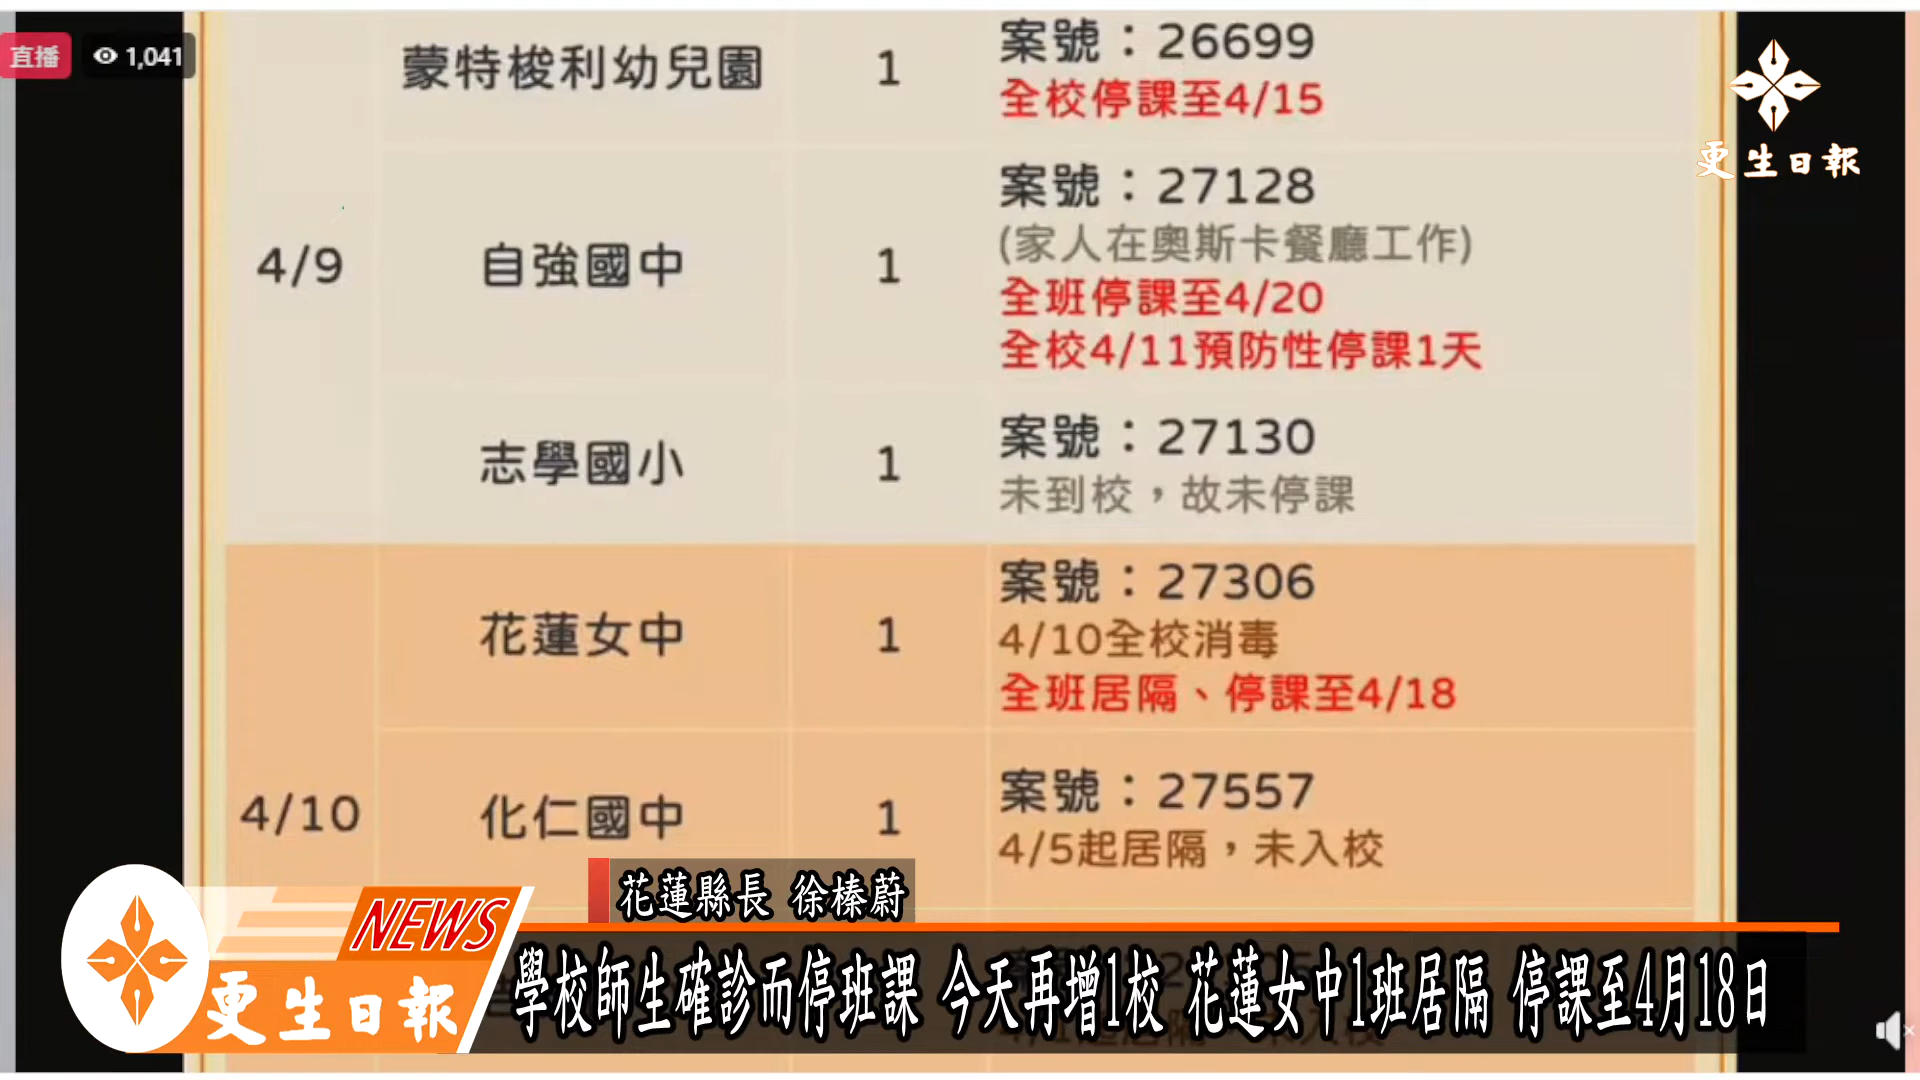 直播 1,041
更生日報
蒙特梭利幼兒園 1 案號：26699
全校停課至4/15
4/9
自強國中 1 案號：27128
(家人在奧斯卡餐廳工作)
全班停課至4/20
全校4/11預防性停課1天
志學國小 1 案號：27130
未到校，故未停課
4/10
花蓮女中 1 案號：27306
4/10全校消毒
全班居隔、停課至4/18
化仁國中 1 案號：27557
4/5起居隔，未入校
花蓮縣長 徐榛蔚
NEWS
更生日報
學校師生確診而停班課 今天再增1校 花蓮女中1班居隔 停課至4月18日